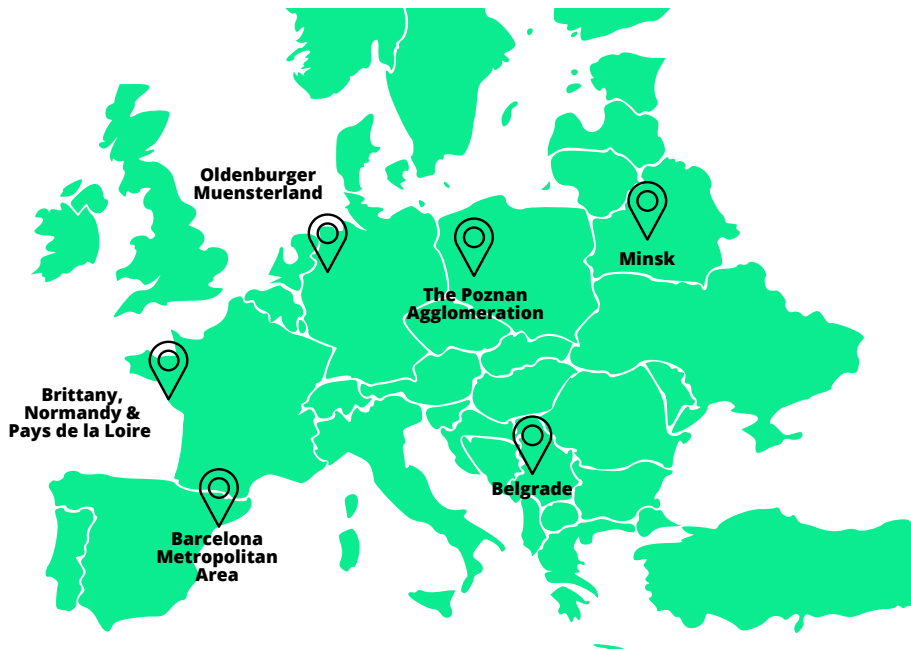 Oldenburger
Muensterland
Minsk
The Poznan
Agglomeration
Brittany,
Normandy &
Pays de la Loire
Belgrade
Barcelona
Metropolitan
Area